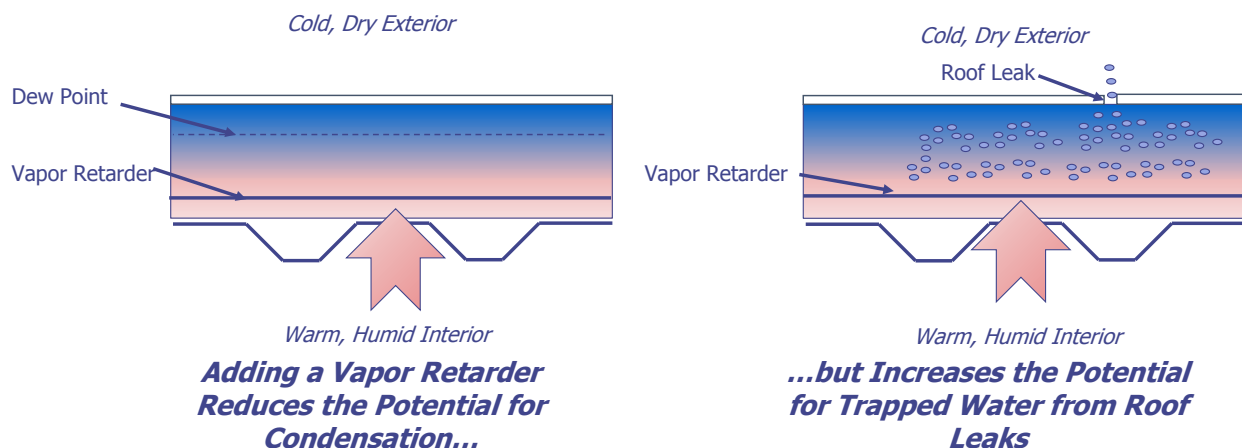 Cold, Dry Exterior
Dew Point
Vapor Retarder
Warm, Humid Interior
Adding a Vapor Retarder
Reduces the Potential for
Condensation...
Cold, Dry Exterior
Roof Leak
Vapor Retarder
Warm, Humid Interior
...but Increases the Potential
for Trapped Water from Roof
Leaks